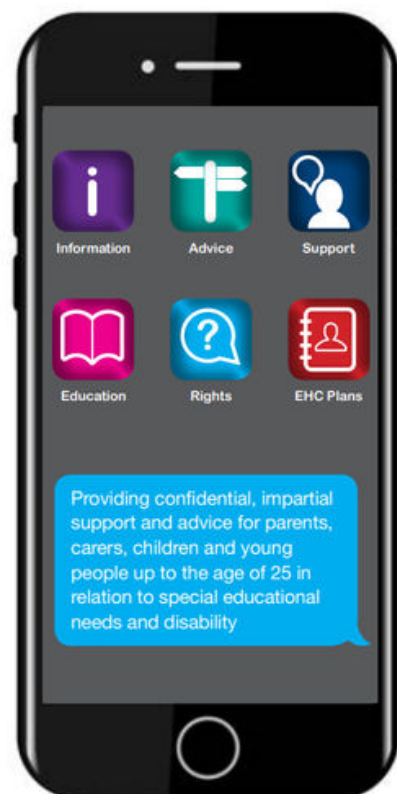 Information Advice Support
Education Rights EHC Plans
Providing confidential, impartial
support and advice for parents,
carers, children and young
people up to the age of 25 in
relation to special educational
needs and disability